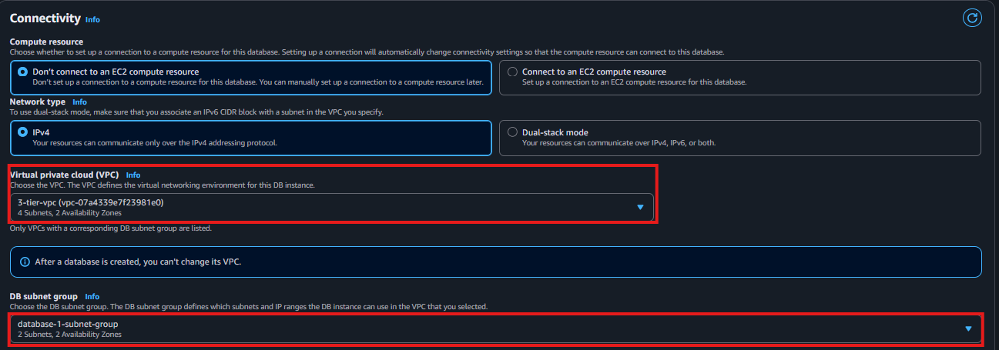 Connectivity Info
Compute resource
Choose whether to set up a connection to a compute resource for this database. Setting up a connection will automatically change connectivity settings so that the compute resource can connect to this database.
Don't connect to an EC2 compute resource
Don't set up a connection to a compute resource for this database. You can manually set up a connection to a compute resource later.
Connect to an EC2 compute resource
Set up a connection to an EC2 compute resource for this database.
Network type Info
To use dual-stack mode, make sure that you associate an IPv6 CIDR block with a subnet in the VPC you specify.
IPv4
Your resources can communicate only over the IPv4 addressing protocol.
Dual-stack mode
Your resources can communicate over IPv4, IPv6, or both.
Virtual private cloud (VPC) Info
Choose the VPC. The VPC defines the virtual networking environment for this DB instance.
3-tier-vpc (vpc-07a4339e7f23981e0)
4 Subnets, 2 Availability Zones
Only VPCs with a corresponding DB subnet group are listed.
After a database is created, you can't change its VPC.
DB subnet group Info
Choose the DB subnet group. The DB subnet group defines which subnets and IP ranges the DB instance can use in the VPC that you selected.
database-1-subnet-group
2 Subnets, 2 Availability Zones